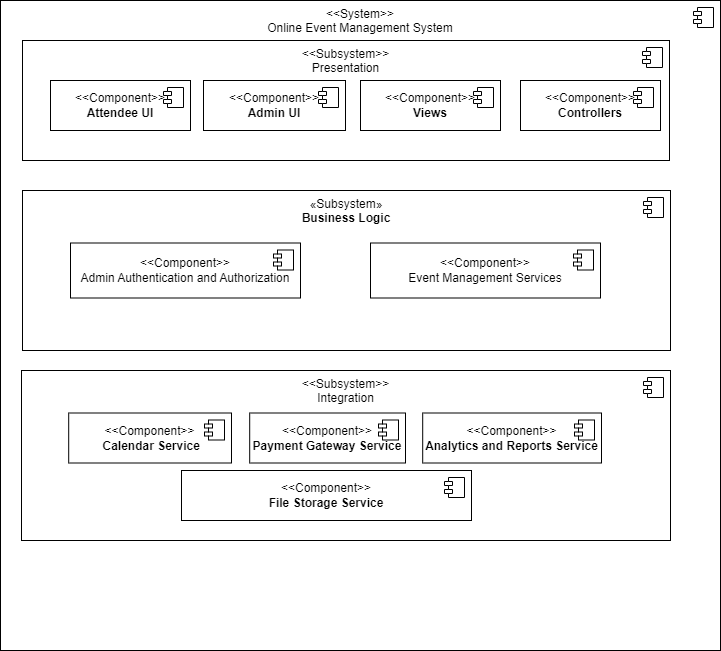 <<System>>
Online Event Management System
<<Subsystem>>
Presentation
<<Component>>
Attendee UI
<<Component>>
Admin UI
<<Component>>
Views
<<Component>>
Controllers
«Subsystem»
Business Logic
<<Component>>
Admin Authentication and Authorization
<<Component>>
Event Management Services
<<Subsystem>>
Integration
<<Component>>
Calendar Service
<<Component>>
Payment Gateway Service
<<Component>>
Analytics and Reports Service
<<Component>>
File Storage Service